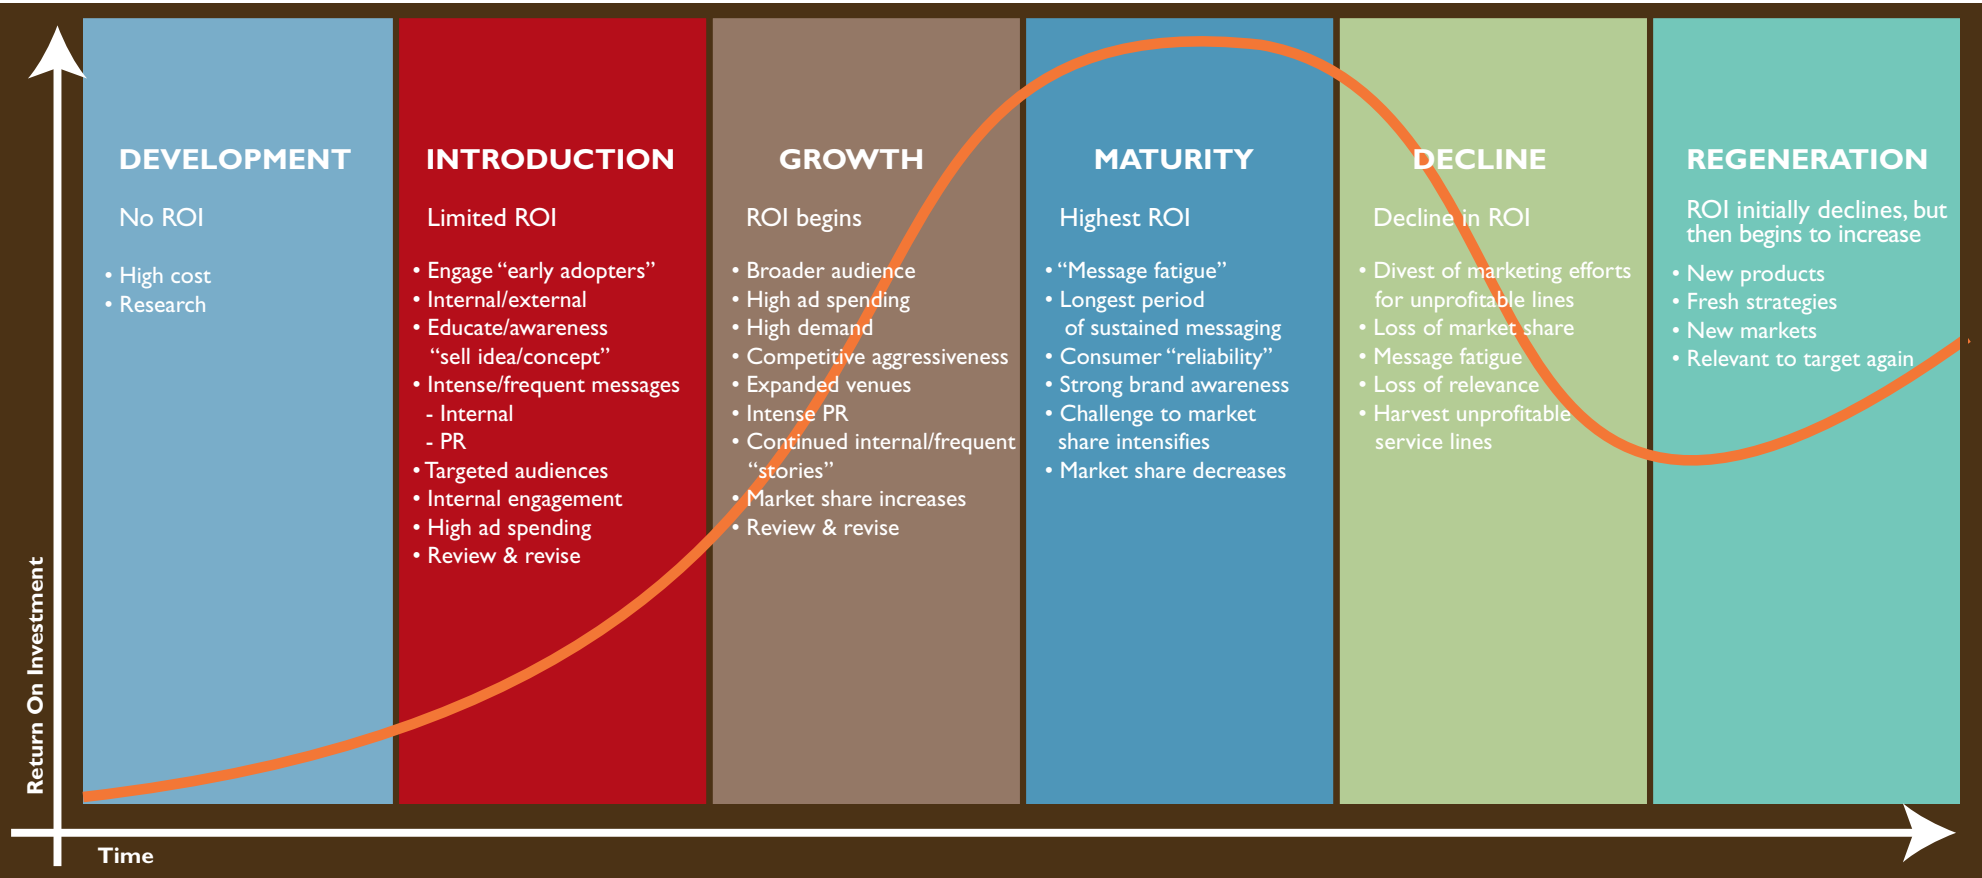 DEVELOPMENT
No ROI
• High cost
• Research
INTRODUCTION
Limited ROI
• Engage “early adopters”
• Internal/external
• Educate/awareness
“sell idea/concept”
• Intense/frequent messages
- Internal
- PR
• Targeted audiences
• Internal engagement
• High ad spending
• Review & revise
GROWTH
ROI begins
• Broader audience
• High ad spending
• High demand
• Competitive aggressiveness
• Expanded venues
• Intense PR
• Continued internal/frequent
“stories”
• Market share increases
• Review & revise
MATURITY
Highest ROI
• “Message fatigue”
• Longest period
of sustained messaging
• Consumer “reliability”
• Strong brand awareness
• Challenge to market
share intensifies
• Market share decreases
DECLINE
Decline in ROI
• Divest of marketing efforts
for unprofitable lines
• Loss of market share
• Message fatigue
• Loss of relevance
• Harvest unprofitable
service lines
REGENERATION
ROI initially declines, but
then begins to increase
• New products
• Fresh strategies
• New markets
• Relevant to target again
Return On Investment
Time